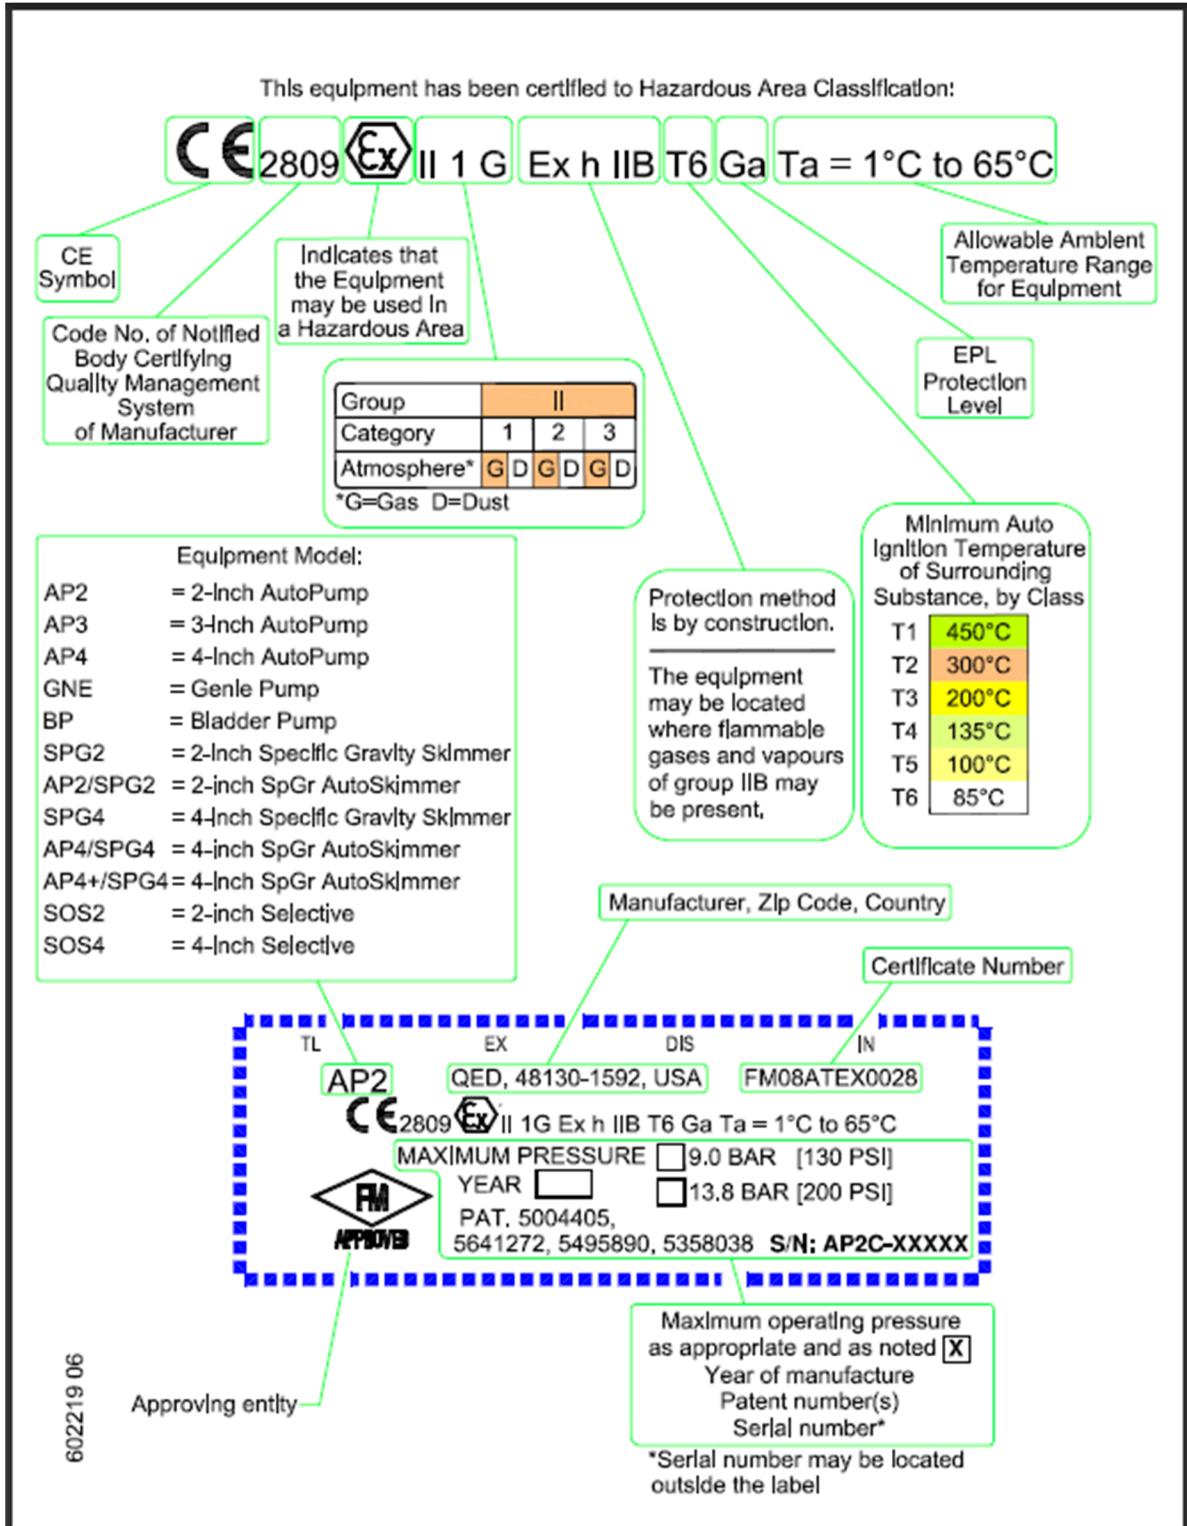 This equipment has been certified to Hazardous Area Classification:
CE 2809 Ex II 1 G Ex h IIB T6 Ga Ta = 1°C to 65°C
CE
Symbol
Code No. of Notified
Body Certifying
Quality Management
System
of Manufacturer
Indicates that
the Equipment
may be used in
a Hazardous Area
Allowable Ambient
Temperature Range
for Equipment
EPL
Protection
Level
Group II
Category 1 2 3
Atmosphere* G D G D G D
*G=Gas D=Dust
Equipment Model:
AP2 = 2-Inch AutoPump
AP3 = 3-Inch AutoPump
AP4 = 4-Inch AutoPump
GNE = Genie Pump
BP = Bladder Pump
SPG2 = 2-Inch Specific Gravity Skimmer
AP2/SPG2 = 2-inch SpGr AutoSkimmer
SPG4 = 4-Inch Specific Gravity Skimmer
AP4/SPG4 = 4-inch SpGr AutoSkimmer
AP4+/SPG4 = 4-Inch SpGr AutoSkimmer
SOS2 = 2-inch Selective
SOS4 = 4-Inch Selective
Protection method
is by construction.
The equipment
may be located
where flammable
gases and vapours
of group IIB may
be present.
Minimum Auto
Ignition Temperature
of Surrounding
Substance, by Class
T1 450°C
T2 300°C
T3 200°C
T4 135°C
T5 100°C
T6 85°C
Manufacturer, Zip Code, Country
Certificate Number
TL EX DIS IN
AP2 QED, 48130-1592, USA FM08ATEX0028
CE 2809 Ex II 1G Ex h IIB T6 Ga Ta = 1°C to 65°C
MAXIMUM PRESSURE 9.0 BAR [130 PSI]
YEAR 13.8 BAR [200 PSI]
PAT. 5004405,
5641272, 5495890, 5358038 S/N: AP2C-XXXXX
FM
APPROVED
Maximum operating pressure
as appropriate and as noted X
Year of manufacture
Patent number(s)
Serial number*
*Serial number may be located
outside the label
Approving entity
602219 06